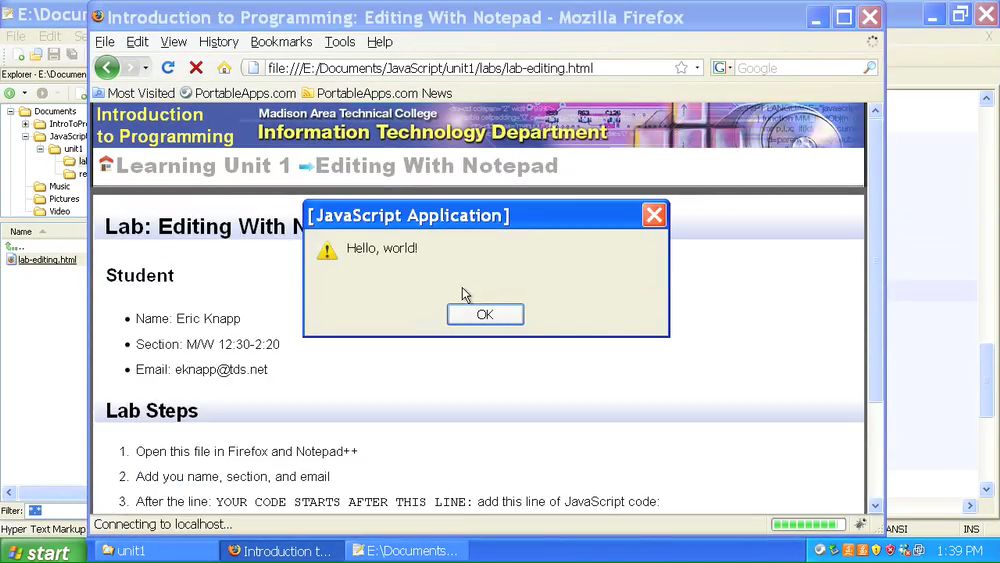 E:\Docum
Introduction to Programming: Editing With Notepad - Mozilla Firefox
File Edit Se
File Edit View History Bookmarks Tools Help
Explorer - E:\Documen
file:///E:/Documents/JavaScript/unit1/labs/lab-editing.html
G Google
Most Visited PortableApps.com PortableApps.com News
Documents
IntroToPr
JavaScrip
unit1
la
re
Music
Pictures
Video
Name
..
lab-editing.html
Introduction
to Programming
Madison Area Technical College
Information Technology Department
Learning Unit 1 Editing With Notepad
Lab: Editing With N
[JavaScript Application]
Hello, world!
OK
Student
Name: Eric Knapp
Section: M/W 12:30-2:20
Email: eknapp@tds.net
Lab Steps
1. Open this file in Firefox and Notepad++
2. Add you name, section, and email
3. After the line: YOUR CODE STARTS AFTER THIS LINE: add this line of JavaScript code:
Filter:
Connecting to localhost...
Hyper Text Markup
ANSI INS
start
unit1
Introduction t...
E:\Documents...
1:39 PM